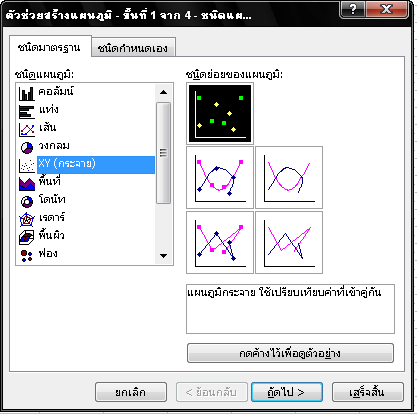 ตัวช่วยสร้างแผนภูมิ - ขั้นที่ 1 จาก 4 - ชนิดแผ...
ชนิดมาตรฐาน ชนิดกำหนดเอง
ชนิดแผนภูมิ:
คอลัมน์
แท่ง
เส้น
วงกลม
XY (กระจาย)
พื้นที่
โดนัท
เรดาร์
พื้นผิว
ฟอง
ชนิดย่อยของแผนภูมิ:
แผนภูมิกระจาย ใช้เปรียบเทียบค่าที่เข้าคู่กัน
กดค้างไว้เพื่อดูตัวอย่าง
ยกเลิก < ย้อนกลับ ถัดไป > เสร็จสิ้น